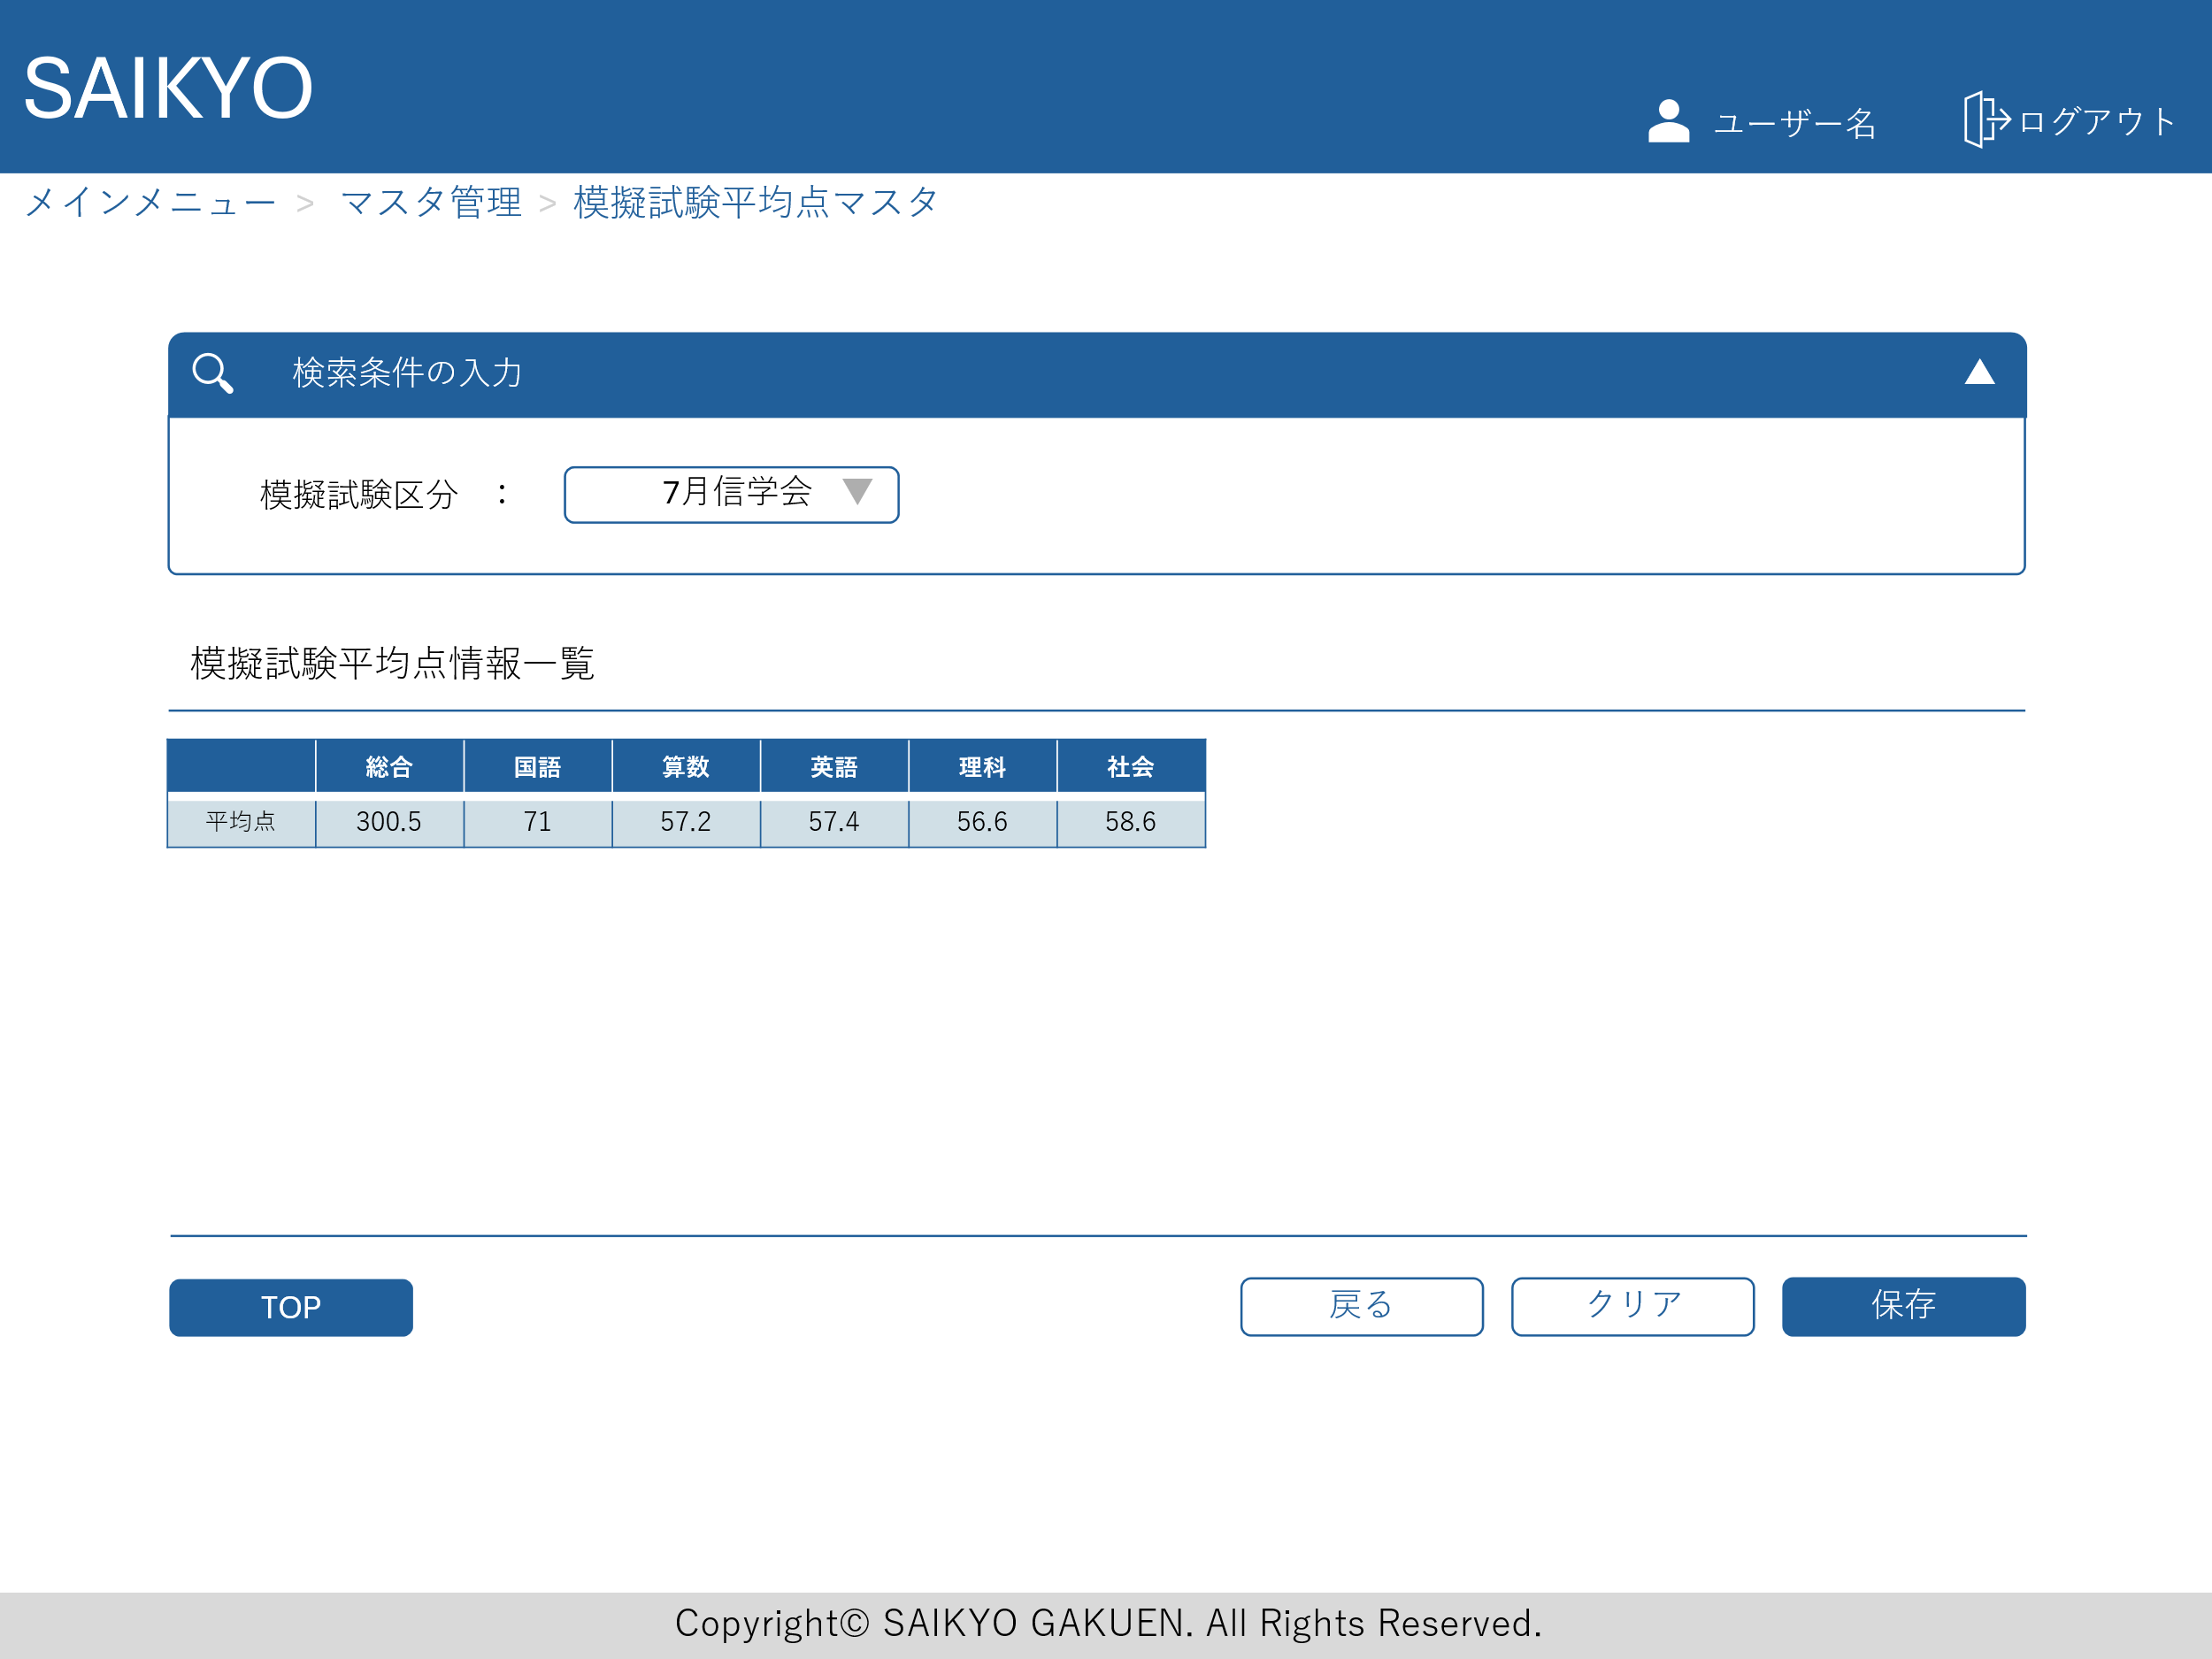 SAIKYO
ユーザー名 ログアウト
メインメニュー > マスタ管理 > 模擬試験平均点マスタ
検索条件の入力 ▲
模擬試験区分 : 7月信学会 ▼
模擬試験平均点情報一覧
総合 国語 算数 英語 理科 社会
平均点 300.5 71 57.2 57.4 56.6 58.6
TOP 戻る クリア 保存
Copyright© SAIKYO GAKUEN. All Rights Reserved.